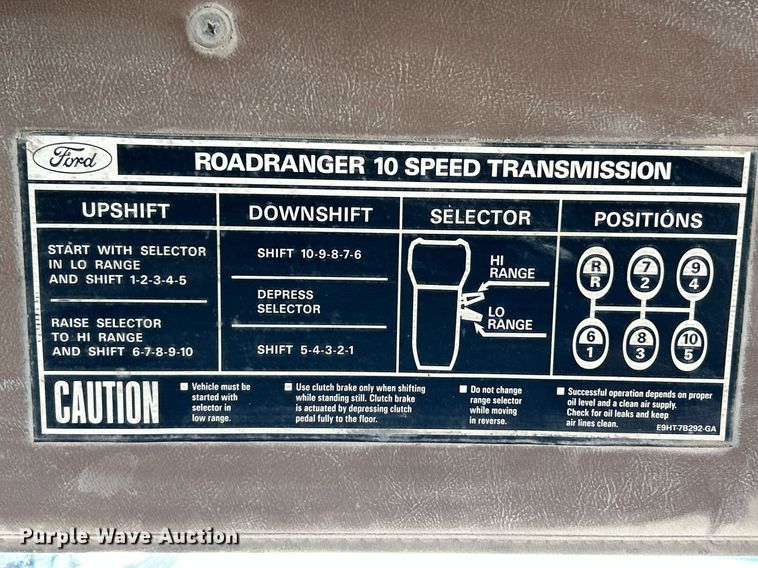 Ford
ROADRANGER 10 SPEED TRANSMISSION
UPSHIFT
START WITH SELECTOR
IN LO RANGE
AND SHIFT 1-2-3-4-5
RAISE SELECTOR
TO HI RANGE
AND SHIFT 6-7-8-9-10
DOWNSHIFT
SHIFT 10-9-8-7-6
DEPRESS
SELECTOR
SHIFT 5-4-3-2-1
SELECTOR
HI
RANGE
LO
RANGE
POSITIONS
R 7 9
R 2 4
6 8 10
1 3 5
CAUTION
■ Vehicle must be
started with
selector in
low range.
■ Use clutch brake only when shifting
while standing still. Clutch brake
is actuated by depressing clutch
pedal fully to the floor.
■ Do not change
range selector
while moving
in reverse.
■ Successful operation depends on proper
oil level and a clean air supply.
Check for oil leaks and keep
air lines clean.
E9HT-7B292-GA
Purple Wave Auction